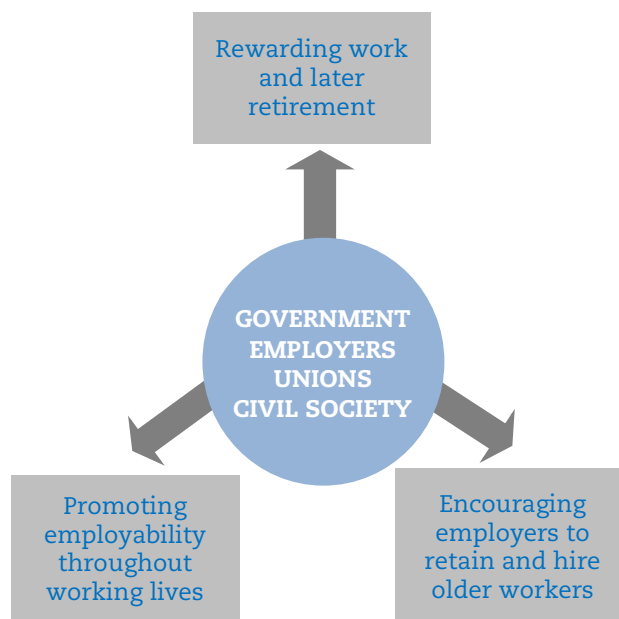 Rewarding work
and later
retirement
GOVERNMENT
EMPLOYERS
UNIONS
CIVIL SOCIETY
Promoting
employability
throughout
working lives
Encouraging
employers to
retain and hire
older workers